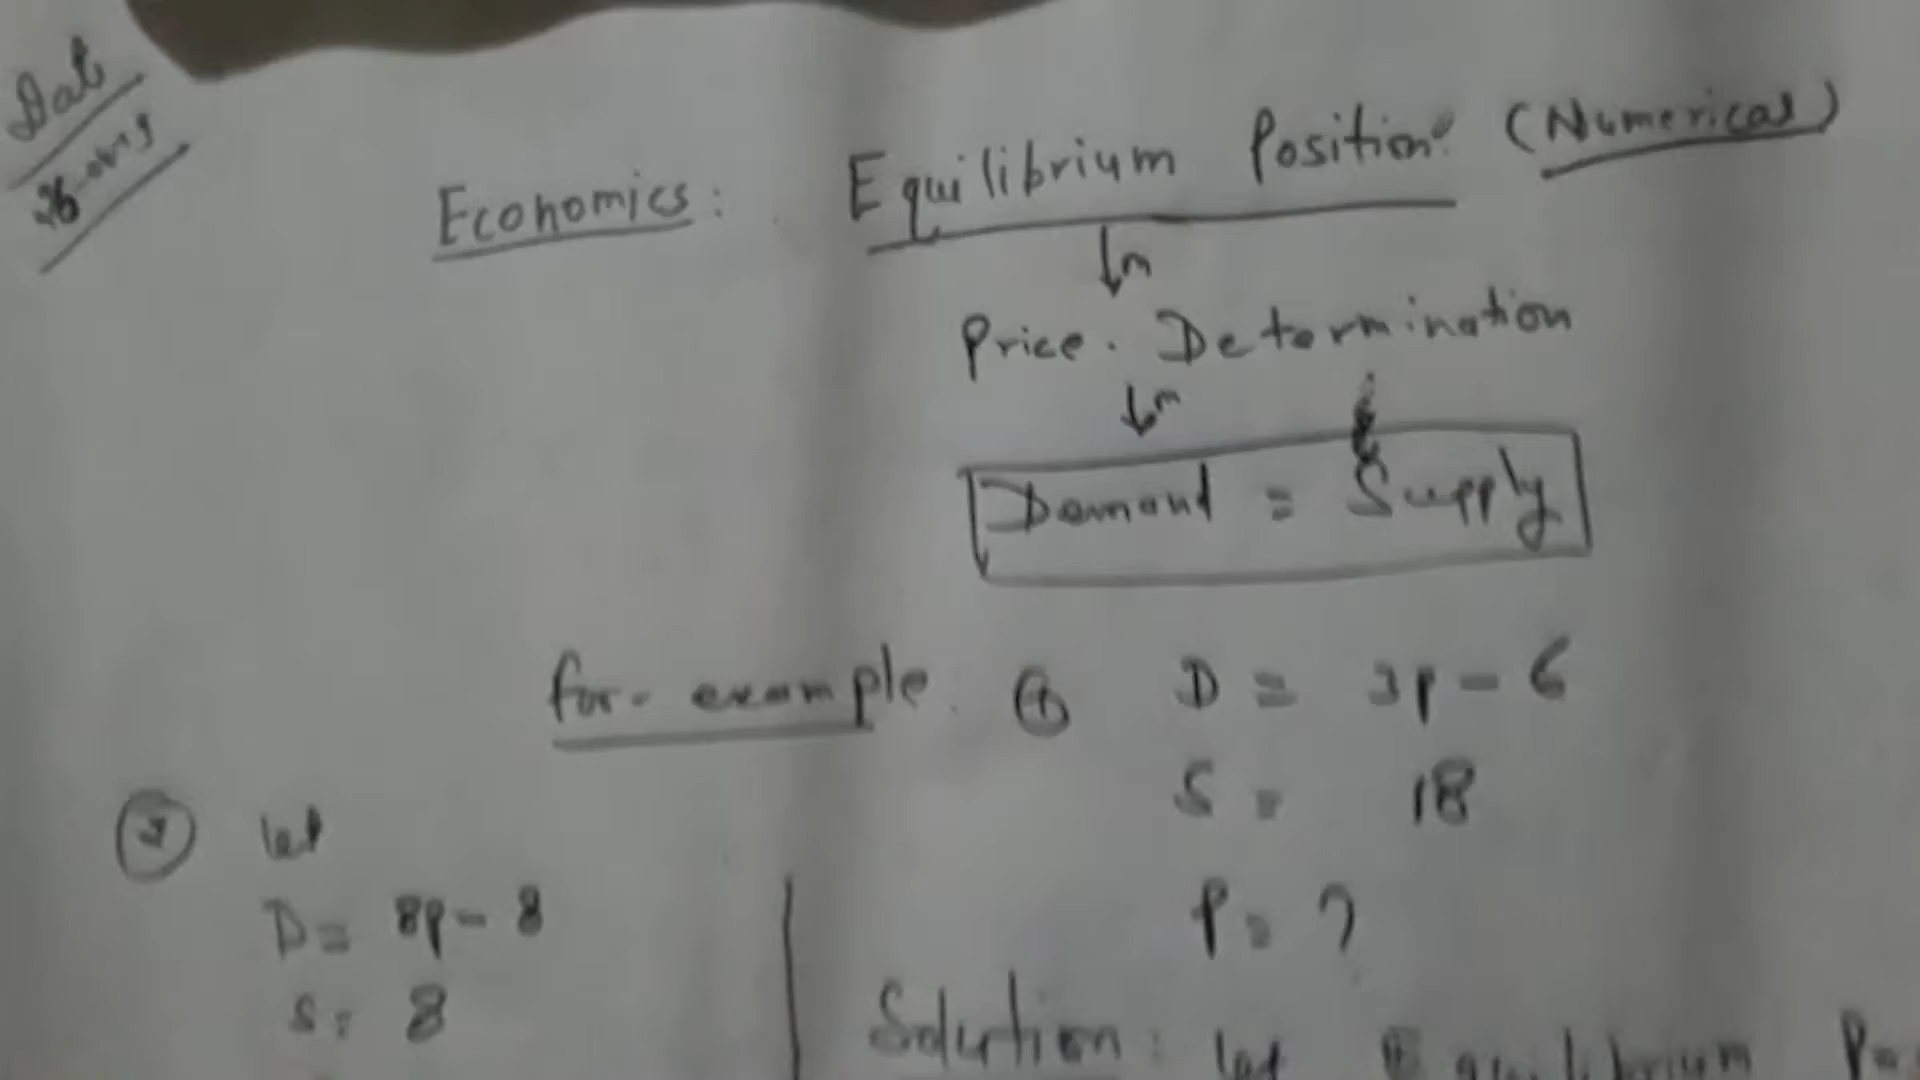 Dat
Economics: Equilibrium Position: (Numerical)
Price. Determination
Demand = Supply
for- example. ① D = 3p - 6
S = 18
P = ?
② let
D = 8p - 8
S = 8
Solution: let Equilibrium